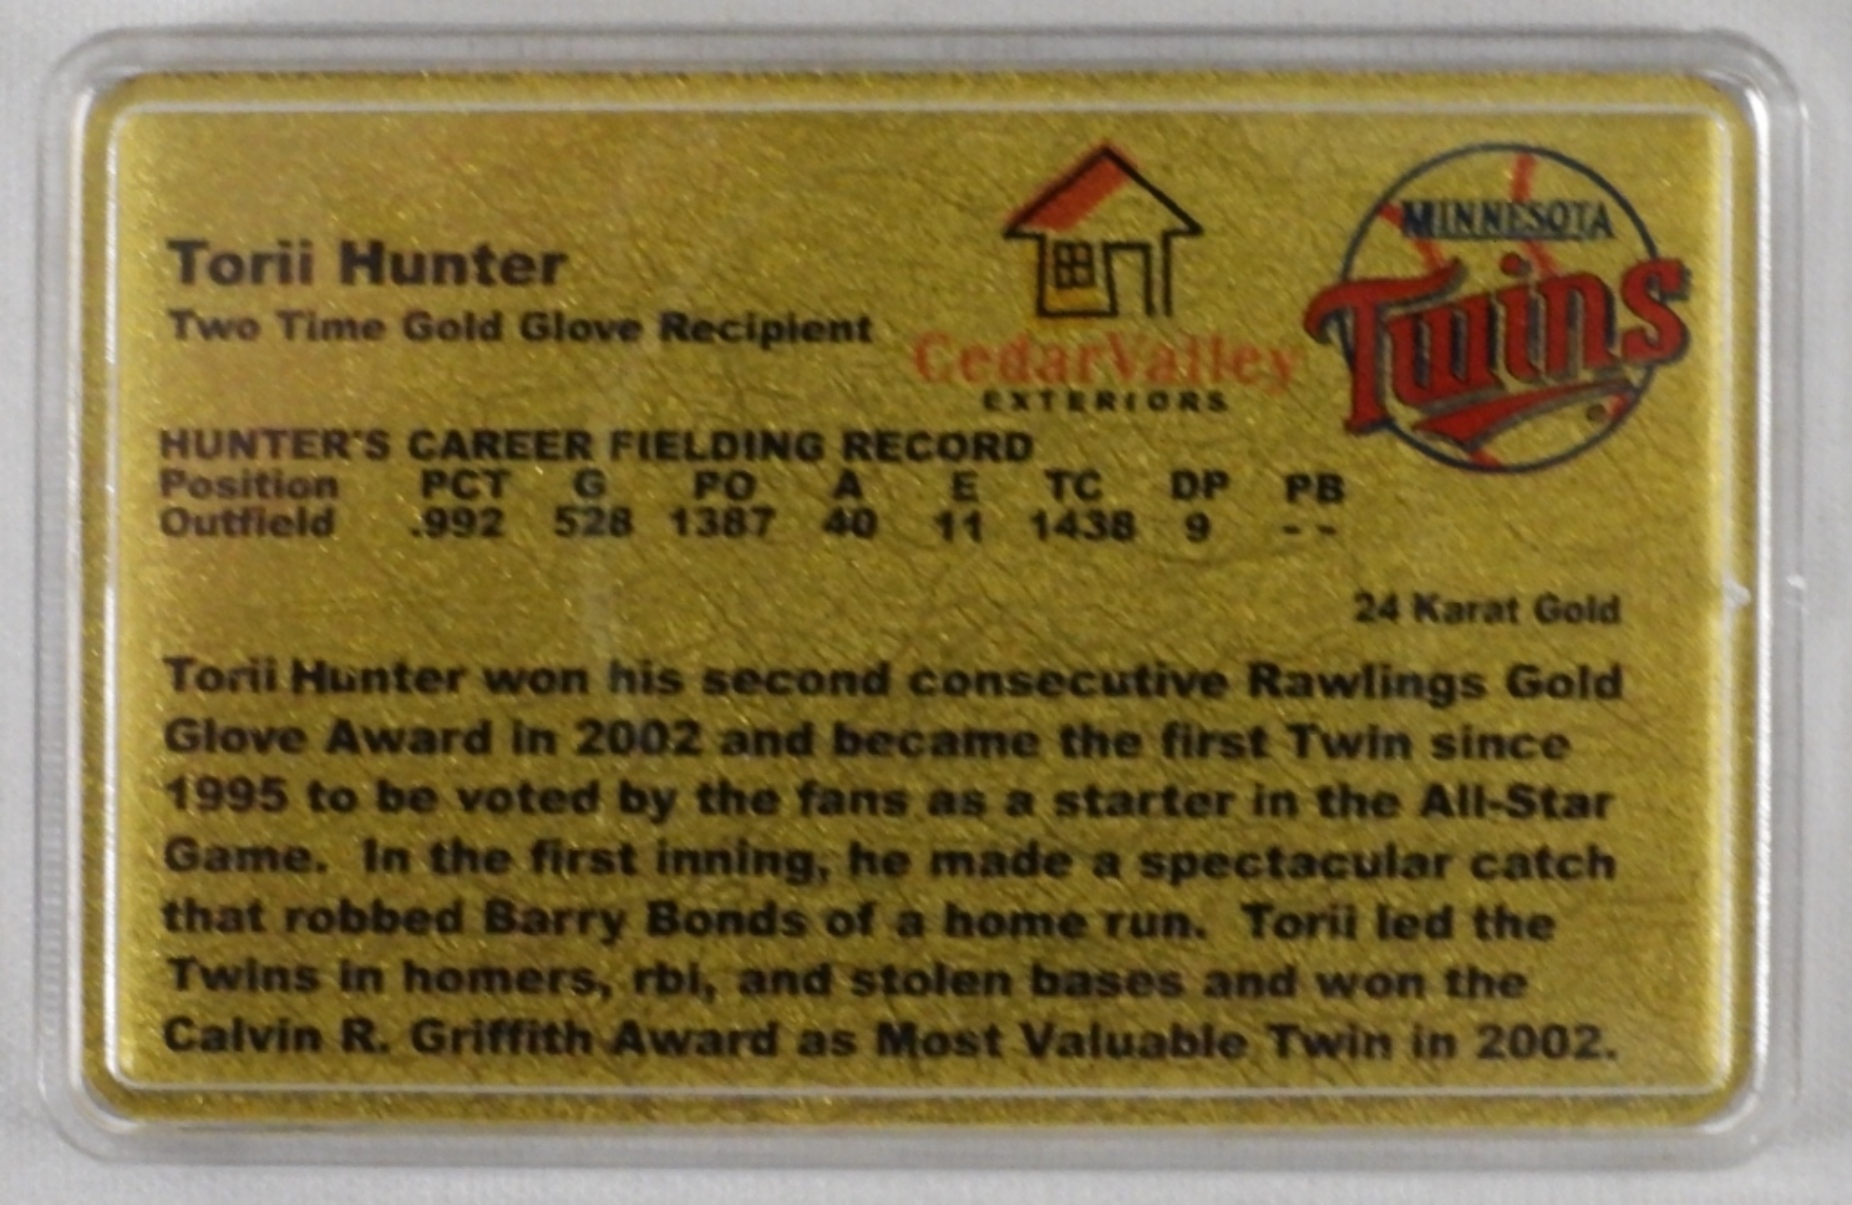 Torii Hunter
Two Time Gold Glove Recipient
CedarValley
EXTERIORS
MINNESOTA
Twins
HUNTER'S CAREER FIELDING RECORD
Position PCT G PO A E TC DP PB
Outfield .992 528 1387 40 11 1438 9 - -
24 Karat Gold
Torii Hunter won his second consecutive Rawlings Gold
Glove Award in 2002 and became the first Twin since
1995 to be voted by the fans as a starter in the All-Star
Game. In the first inning, he made a spectacular catch
that robbed Barry Bonds of a home run. Torii led the
Twins in homers, rbi, and stolen bases and won the
Calvin R. Griffith Award as Most Valuable Twin in 2002.